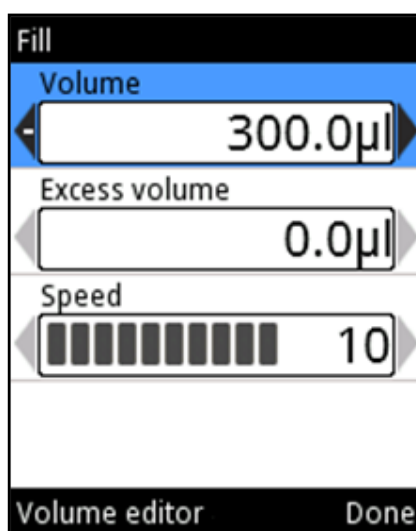 Fill
Volume
- 300.0µl
Excess volume
0.0µl
Speed
10
Volume editor Done